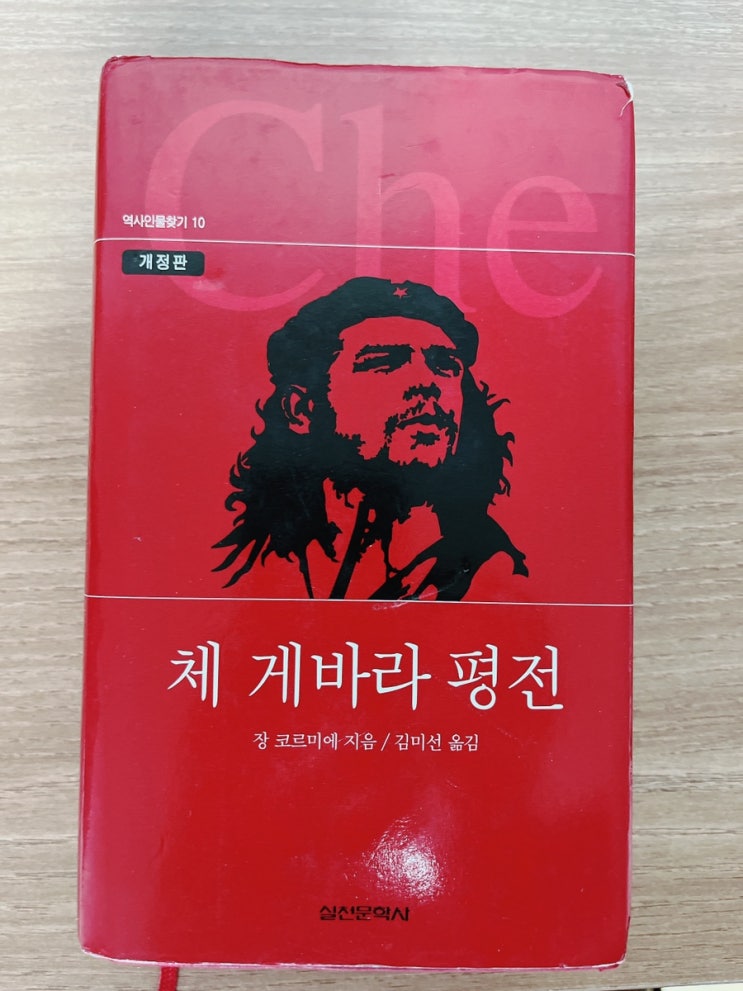 Che
역사인물찾기 10
개정판
체 게바라 평전
장 코르미에 지음 / 김미선 옮김
실천문학사